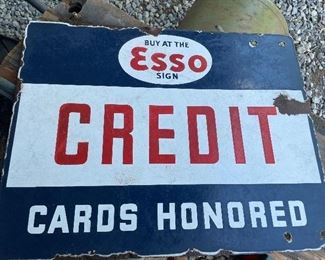 BUY AT THE
Esso
SIGN
CREDIT
CARDS HONORED